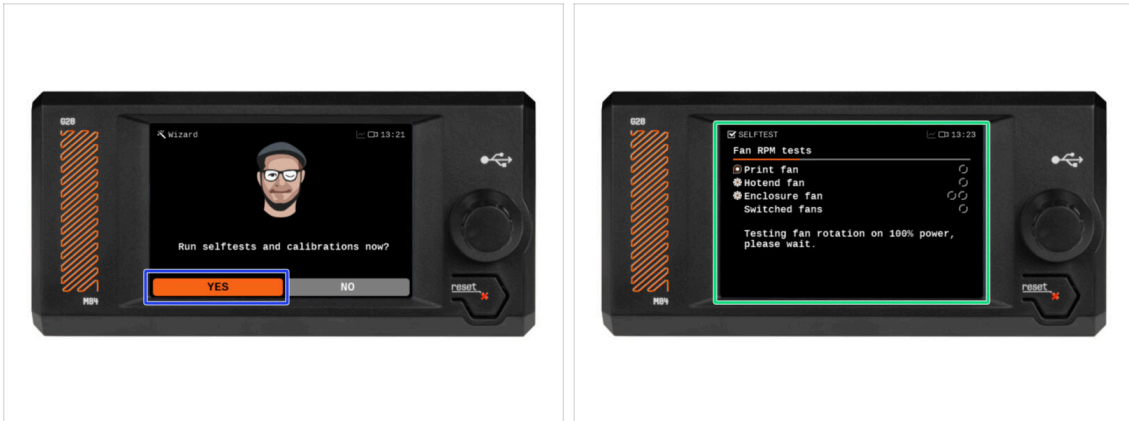 G28
Wizard
13:21
Run selftests and calibrations now?
YES
NO
reset
M84
G28
SELFTEST
13:23
Fan RPM tests
Print fan
Hotend fan
Enclosure fan
Switched fans
Testing fan rotation on 100% power,
please wait.
reset
M84